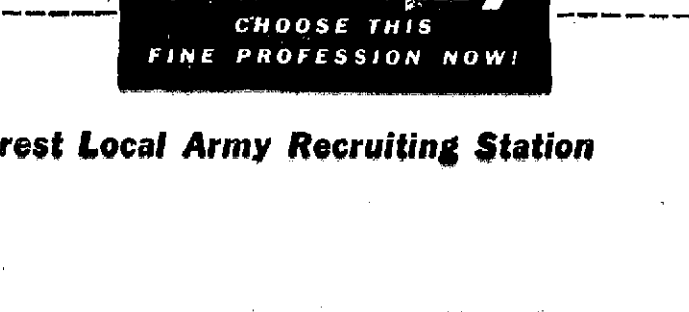 CHOOSE THIS
FINE PROFESSION NOW!
rest Local Army Recruiting Station